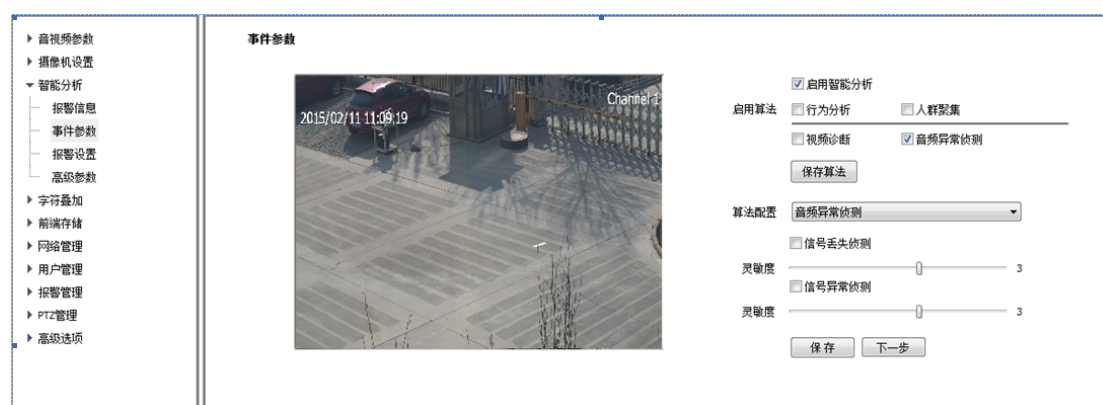 音视频参数
摄像机设置
智能分析
报警信息
事件参数
报警设置
高级参数
字符叠加
前端存储
网络管理
用户管理
报警管理
PTZ管理
高级选项
事件参数
Channel 1
2015/02/11 11:09:19
启用智能分析
启用算法 行为分析 人群聚集
视频诊断 音频异常侦测
保存算法
算法配置 音频异常侦测
信号丢失侦测
灵敏度 3
信号异常侦测
灵敏度 3
保存 下一步